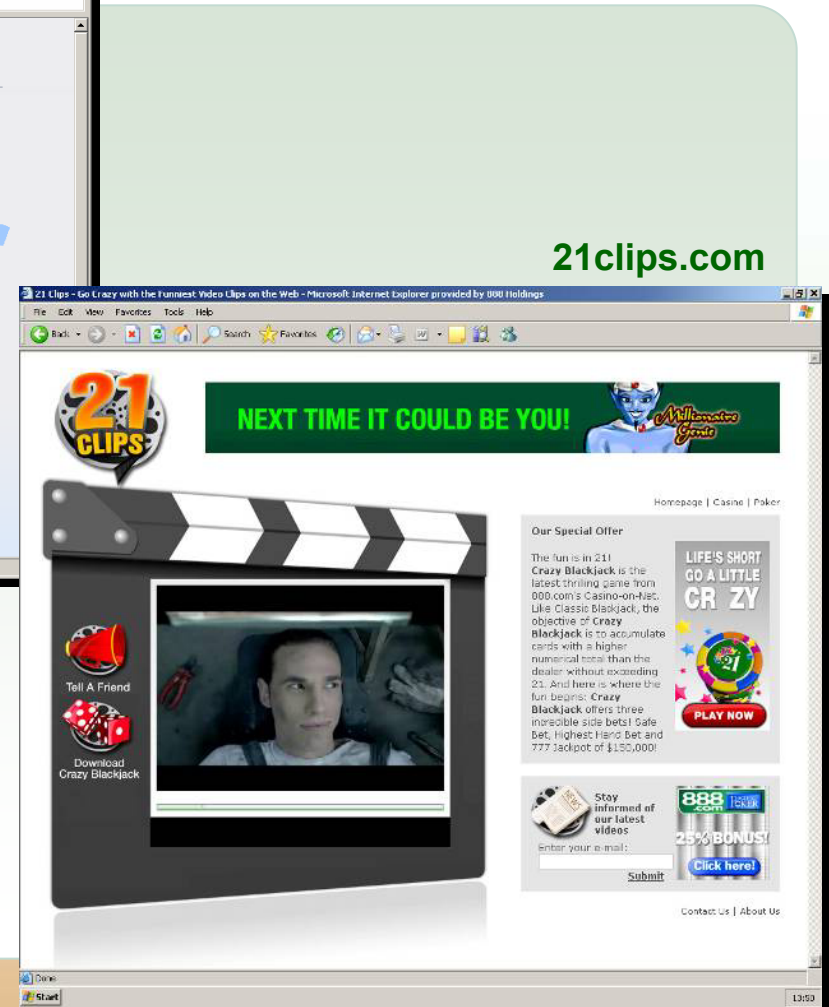 21clips.com
21 Clips - Go Crazy with the Funniest Video Clips on the Web - Microsoft Internet Explorer provided by 888 Holdings
File Edit View Favorites Tools Help
Back Search Favorites
21
CLIPS
NEXT TIME IT COULD BE YOU!
Millionaire
Genie
Homepage | Casino | Poker
Tell A Friend
Download
Crazy Blackjack
Our Special Offer
The fun is in 21!
Crazy Blackjack is the
latest thrilling game from
888.com's Casino-on-Net.
Like Classic Blackjack, the
objective of Crazy
Blackjack is to accumulate
cards with a higher
numerical total than the
dealer without exceeding
21. And here is where the
fun begins: Crazy
Blackjack offers three
incredible side bets! Safe
Bet, Highest Hand Bet and
777 Jackpot of $150,000!
LIFE'S SHORT
GO A LITTLE
CR ZY
21
PLAY NOW
NEWS
Stay
informed of
our latest
videos
Enter your e-mail:
Submit
888
.com
25% BONUS!
Click here!
Contact Us | About Us
Done
Start
13:53